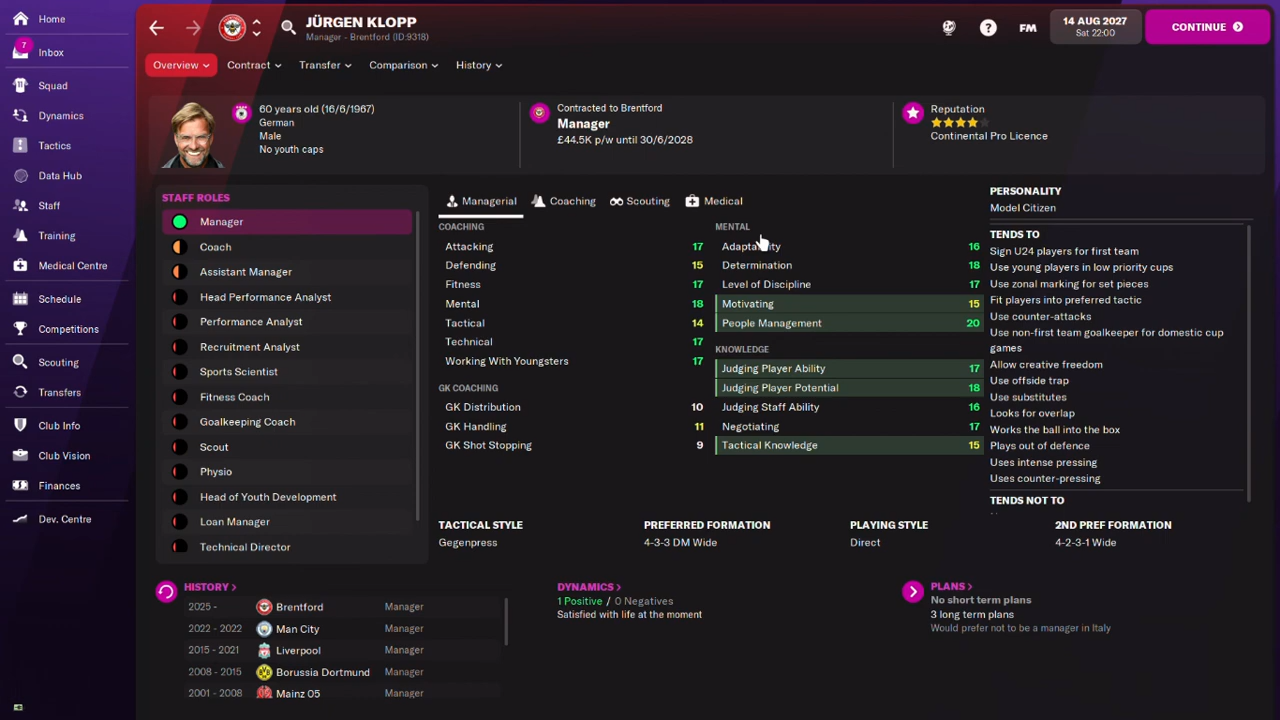 Home
7
Inbox
Squad
Dynamics
Tactics
Data Hub
Staff
Training
Medical Centre
Schedule
Competitions
Scouting
Transfers
Club Info
Club Vision
Finances
Dev. Centre
JÜRGEN KLOPP
Manager - Brentford (ID:9318)
?
FM
14 AUG 2027
Sat 22:00
CONTINUE
Overview
Contract
Transfer
Comparison
History
60 years old (16/6/1967)
German
Male
No youth caps
Contracted to Brentford
Manager
£44.5K p/w until 30/6/2028
Reputation
Continental Pro Licence
STAFF ROLES
Manager
Coach
Assistant Manager
Head Performance Analyst
Performance Analyst
Recruitment Analyst
Sports Scientist
Fitness Coach
Goalkeeping Coach
Scout
Physio
Head of Youth Development
Loan Manager
Technical Director
Managerial
Coaching
Scouting
Medical
COACHING
Attacking 17
Defending 15
Fitness 17
Mental 18
Tactical 14
Technical 17
Working With Youngsters 17
GK COACHING
GK Distribution 10
GK Handling 11
GK Shot Stopping 9
MENTAL
Adaptability 16
Determination 18
Level of Discipline 17
Motivating 15
People Management 20
KNOWLEDGE
Judging Player Ability 17
Judging Player Potential 18
Judging Staff Ability 16
Negotiating 17
Tactical Knowledge 15
PERSONALITY
Model Citizen
TENDS TO
Sign U24 players for first team
Use young players in low priority cups
Use zonal marking for set pieces
Fit players into preferred tactic
Use counter-attacks
Use non-first team goalkeeper for domestic cup
games
Allow creative freedom
Use offside trap
Use substitutes
Looks for overlap
Works the ball into the box
Plays out of defence
Uses intense pressing
Uses counter-pressing
TENDS NOT TO
TACTICAL STYLE
Gegenpress
PREFERRED FORMATION
4-3-3 DM Wide
PLAYING STYLE
Direct
2ND PREF FORMATION
4-2-3-1 Wide
HISTORY
2025 - Brentford Manager
2022 - 2022 Man City Manager
2015 - 2021 Liverpool Manager
2008 - 2015 Borussia Dortmund Manager
2001 - 2008 Mainz 05 Manager
DYNAMICS
1 Positive / 0 Negatives
Satisfied with life at the moment
PLANS
No short term plans
3 long term plans
Would prefer not to be a manager in Italy